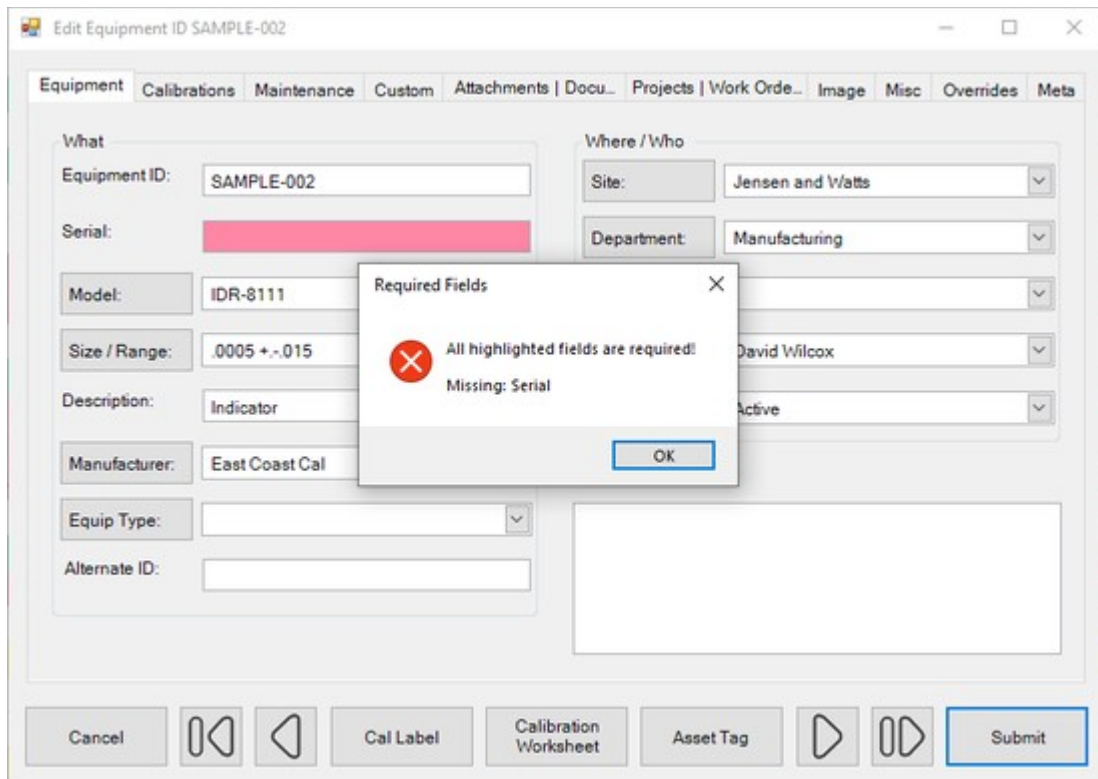 Edit Equipment ID SAMPLE-002
Equipment Calibrations Maintenance Custom Attachments | Docu... Projects | Work Orde... Image Misc Overrides Meta
What
Equipment ID: SAMPLE-002
Serial:
Model: IDR-8111
Size / Range: .0005 +.-.015
Description: Indicator
Manufacturer: East Coast Cal
Equip Type:
Alternate ID:
Where / Who
Site: Jensen and Watts
Department: Manufacturing
David Wilcox
Active
Required Fields
All highlighted fields are required!
Missing: Serial
OK
Cancel Cal Label Calibration Worksheet Asset Tag Submit